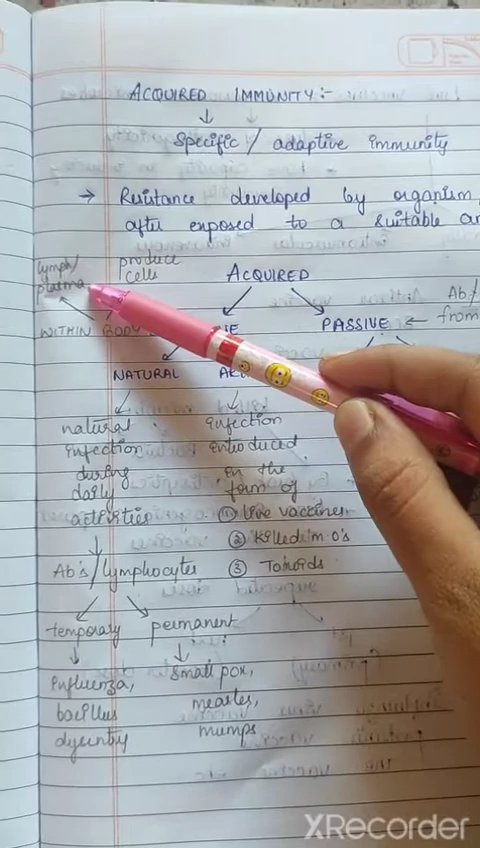 ACQUIRED IMMUNITY :-
Specific / adaptive immunity
→ Resistance developed by organism,
after exposed to a suitable
lymph/ produce
plasma cells
ACQUIRED
WITHIN BODY
PASSIVE ← from
Ab/
NATURAL
natural infection
infection introduced
during in the
daily form of
activities ① live vaccines
② Killed m.o's
Ab's / lymphocytes ③ Toxoids
temporary permanent
Influenza, Small pox,
bacillus measles,
dysentry mumps
XRecorder